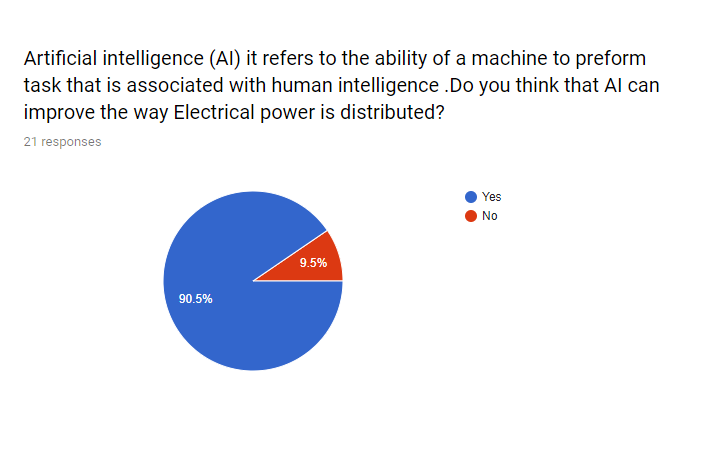 Artificial intelligence (AI) it refers to the ability of a machine to preform
task that is associated with human intelligence .Do you think that AI can
improve the way Electrical power is distributed?
21 responses
Yes
No
9.5%
90.5%